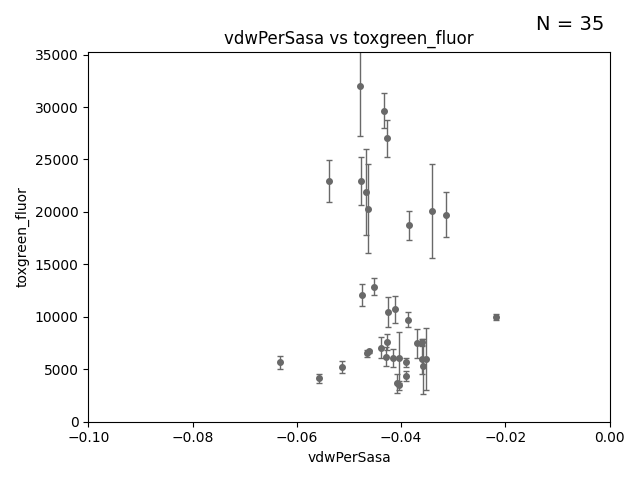 N = 35
vdwPerSasa vs toxgreen_fluor
35000
30000
25000
20000
15000
10000
5000
0
toxgreen_fluor
−0.10 −0.08 −0.06 −0.04 −0.02 0.00
vdwPerSasa